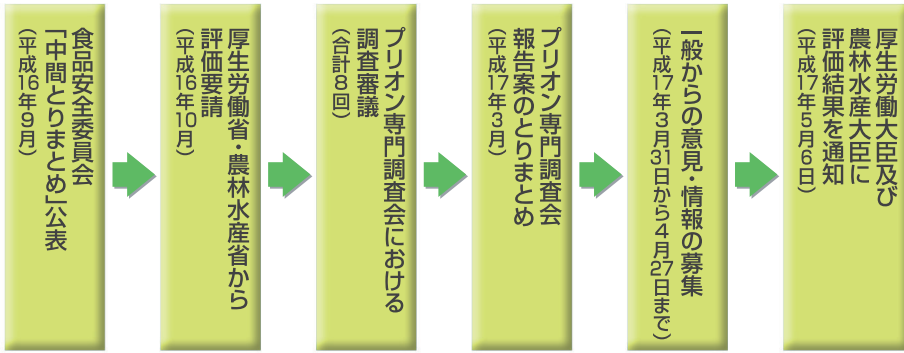 食品安全委員会
「中間とりまとめ」公表
（平成16年９月）
厚生労働省・農林水産省から
評価要請
（平成16年10月）
プリオン専門調査会における
調査審議
（合計８回）
プリオン専門調査会
報告案のとりまとめ
（平成17年３月）
一般からの意見・情報の募集
（平成17年３月31日から４月27日まで）
厚生労働大臣及び
農林水産大臣に
評価結果を通知
（平成17年５月６日）